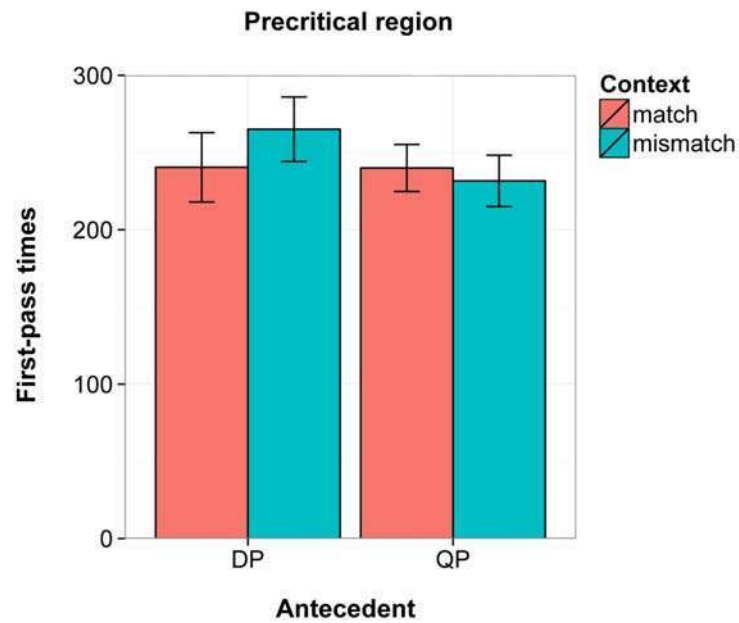 Precritical region
300
200
100
0
First-pass times
DP
QP
Antecedent
Context
match
mismatch